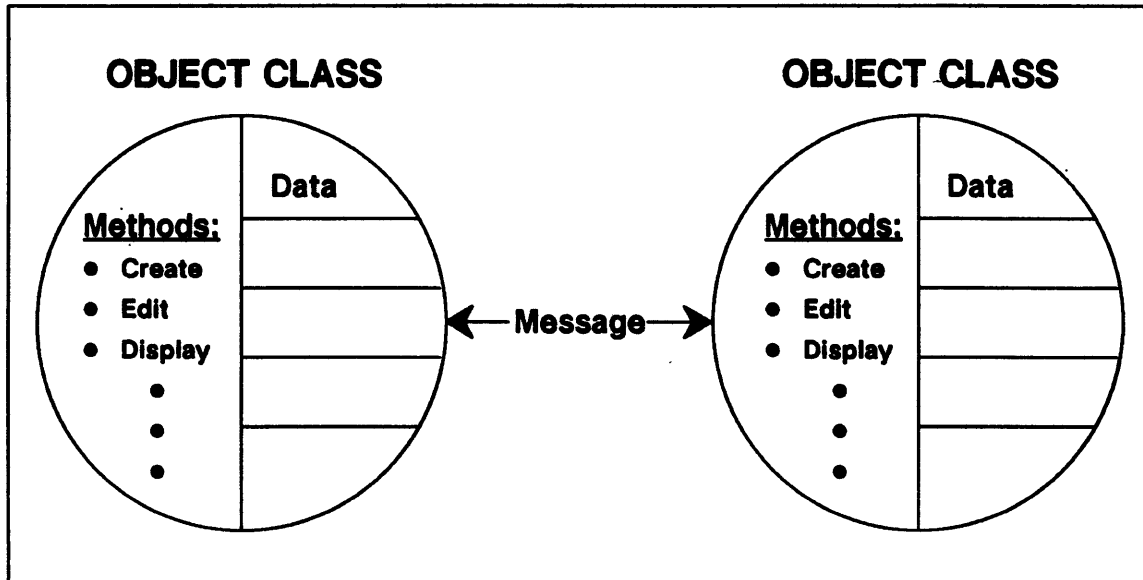 OBJECT CLASS
Data
Methods:
● Create
● Edit
● Display
●
●
●
Message
OBJECT CLASS
Data
Methods:
● Create
● Edit
● Display
●
●
●